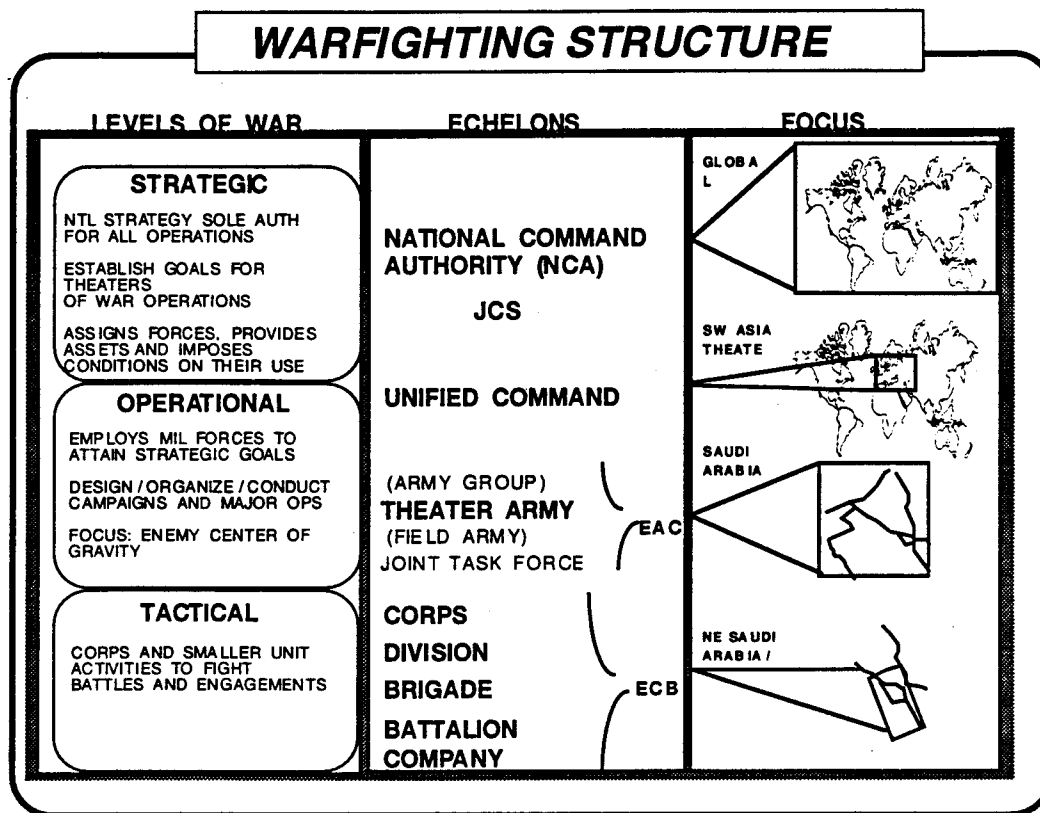 WARFIGHTING STRUCTURE
LEVELS OF WAR
ECHELONS
FOCUS
STRATEGIC
NTL STRATEGY SOLE AUTH
FOR ALL OPERATIONS
ESTABLISH GOALS FOR
THEATERS
OF WAR OPERATIONS
ASSIGNS FORCES, PROVIDES
ASSETS AND IMPOSES
CONDITIONS ON THEIR USE
OPERATIONAL
EMPLOYS MIL FORCES TO
ATTAIN STRATEGIC GOALS
DESIGN / ORGANIZE / CONDUCT
CAMPAIGNS AND MAJOR OPS
FOCUS: ENEMY CENTER OF
GRAVITY
TACTICAL
CORPS AND SMALLER UNIT
ACTIVITIES TO FIGHT
BATTLES AND ENGAGEMENTS
NATIONAL COMMAND
AUTHORITY (NCA)
JCS
UNIFIED COMMAND
(ARMY GROUP)
THEATER ARMY
(FIELD ARMY)
JOINT TASK FORCE
EAC
CORPS
DIVISION
BRIGADE
BATTALION
COMPANY
ECB
GLOBA
L
SW ASIA
THEATE
SAUDI
ARABIA
NE SAUDI
ARABIA /